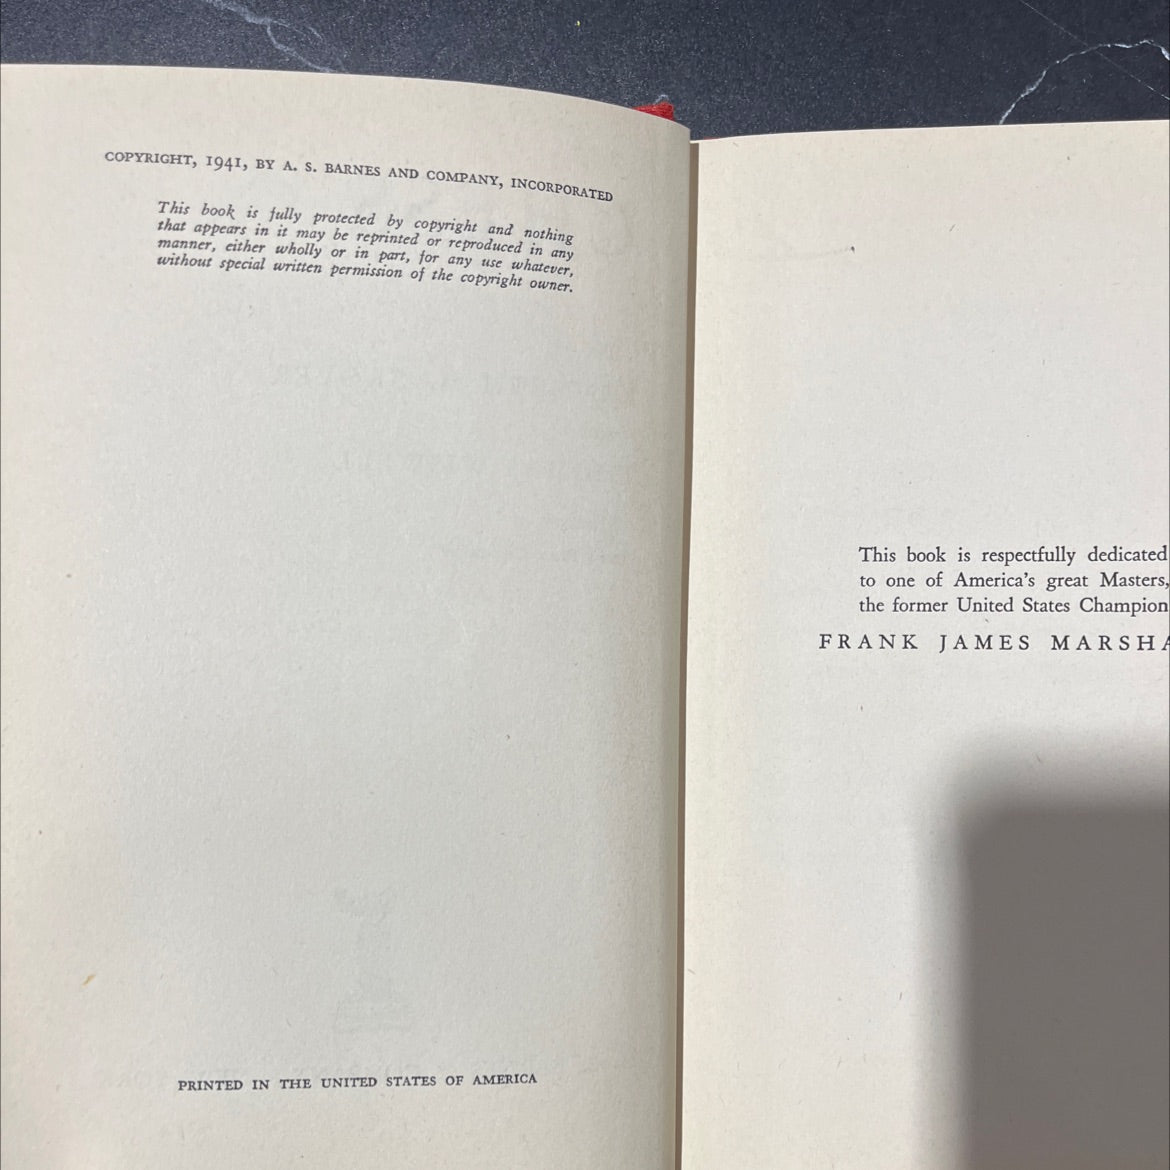 COPYRIGHT, 1941, BY A. S. BARNES AND COMPANY, INCORPORATED
This book is fully protected by copyright and nothing
that appears in it may be reprinted or reproduced in any
manner, either wholly or in part, for any use whatever,
without special written permission of the copyright owner.
PRINTED IN THE UNITED STATES OF AMERICA
This book is respectfully dedicated
to one of America's great Masters,
the former United States Champion
FRANK JAMES